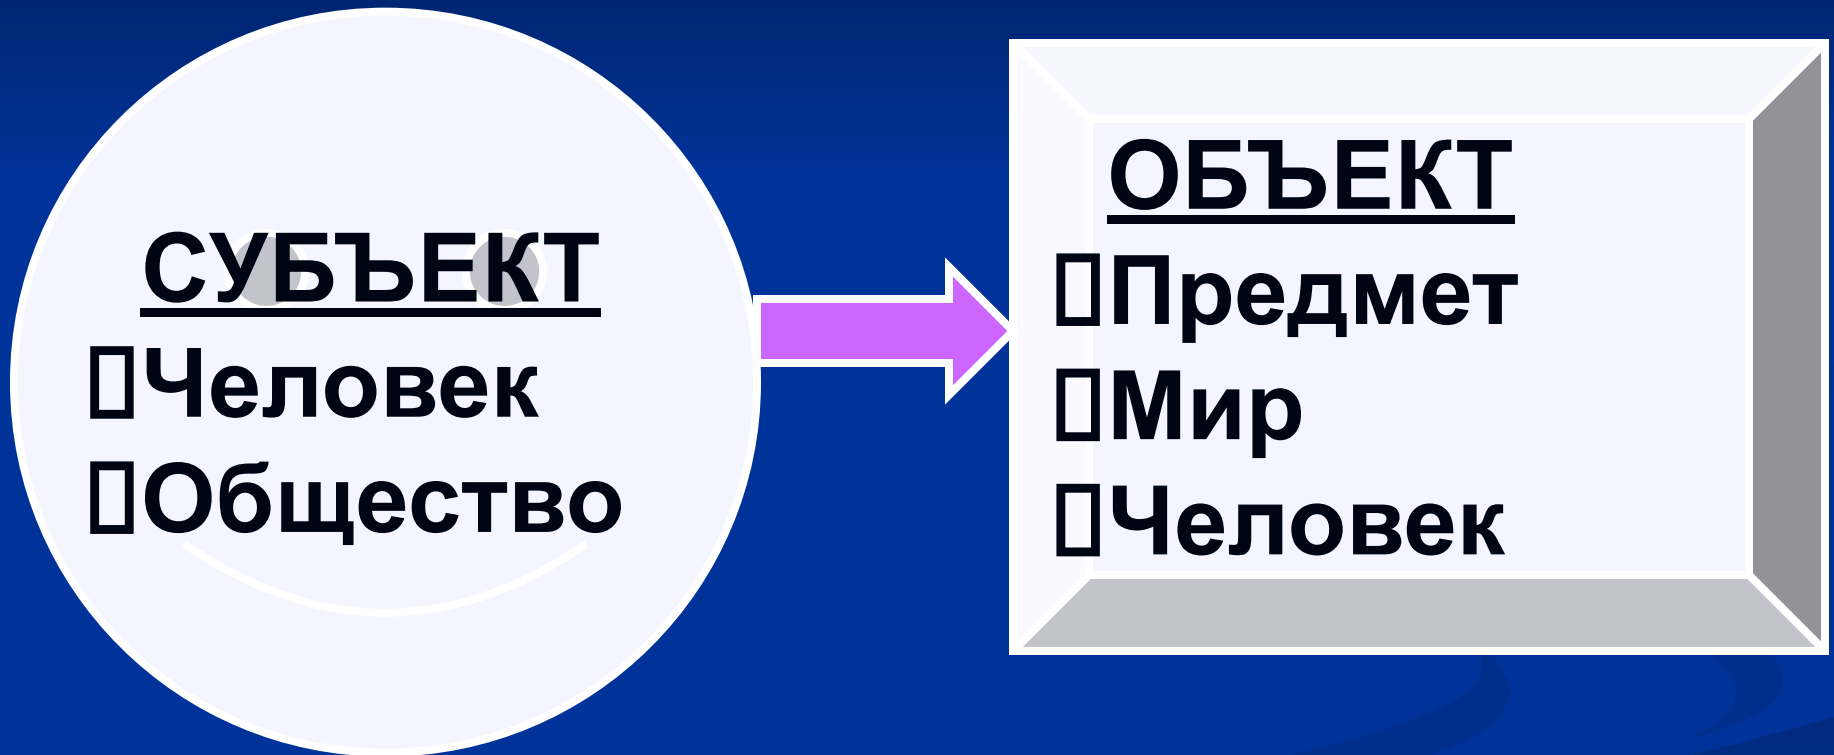 СУБЪЕКТ
Человек
Общество
ОБЪЕКТ
Предмет
Мир
Человек